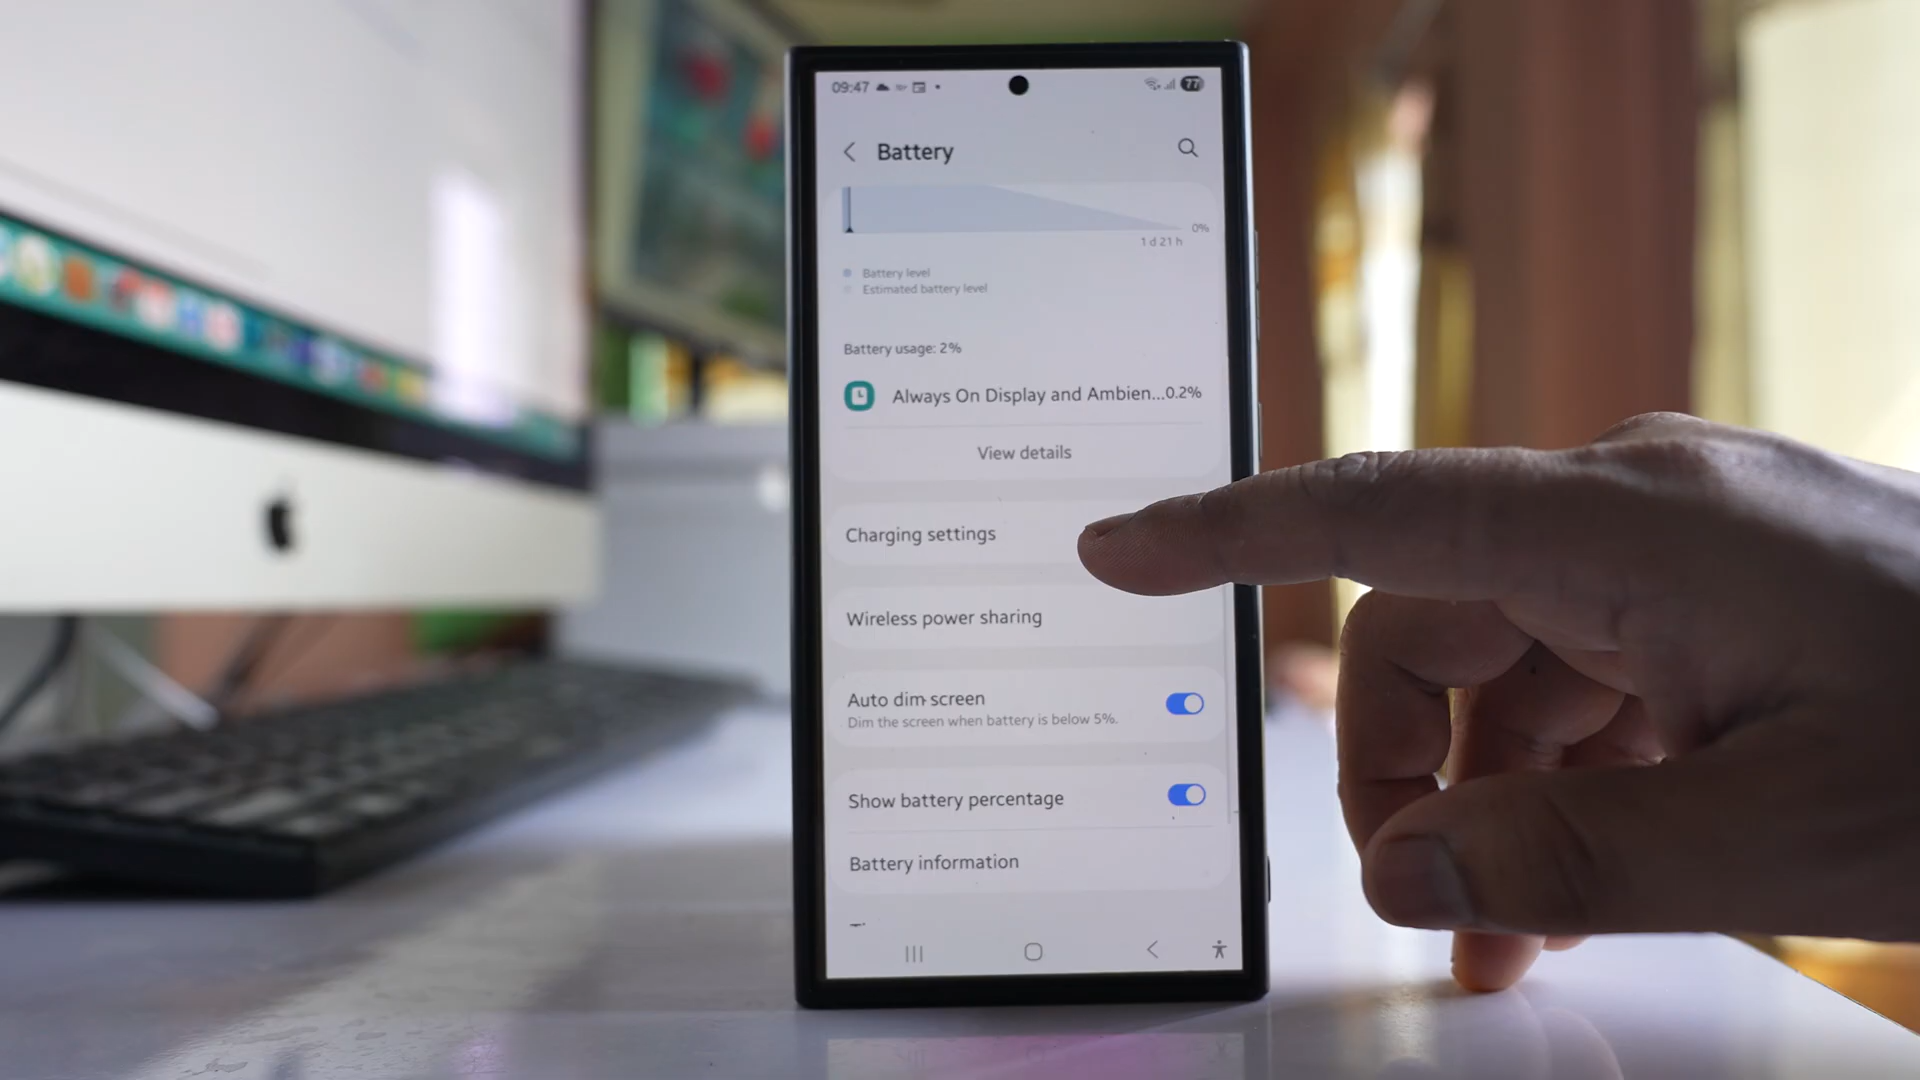 09:47
77
Battery
0%
1 d 21 h
Battery level
Estimated battery level
Battery usage: 2%
Always On Display and Ambien...0.2%
View details
Charging settings
Wireless power sharing
Auto dim screen
Dim the screen when battery is below 5%.
Show battery percentage
Battery information